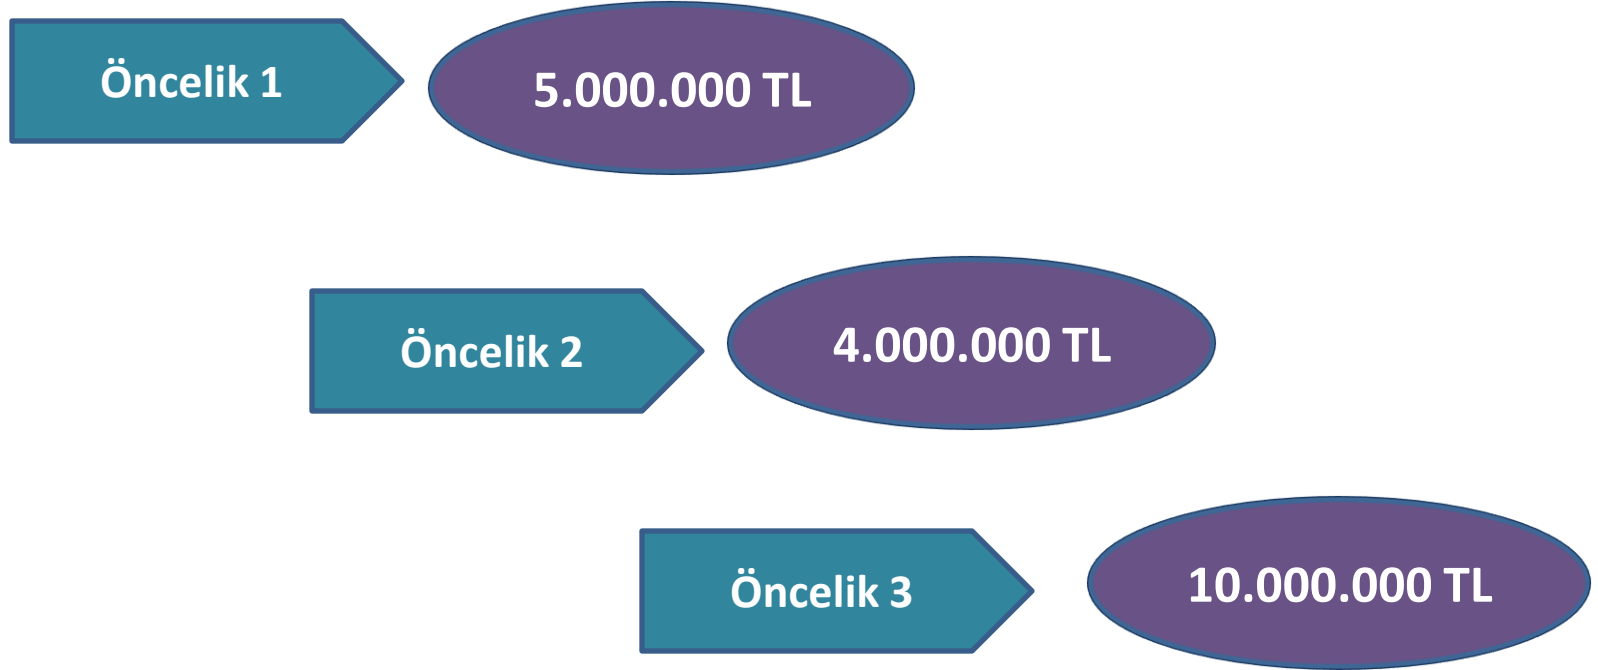 Öncelik 1
5.000.000 TL
Öncelik 2
4.000.000 TL
Öncelik 3
10.000.000 TL